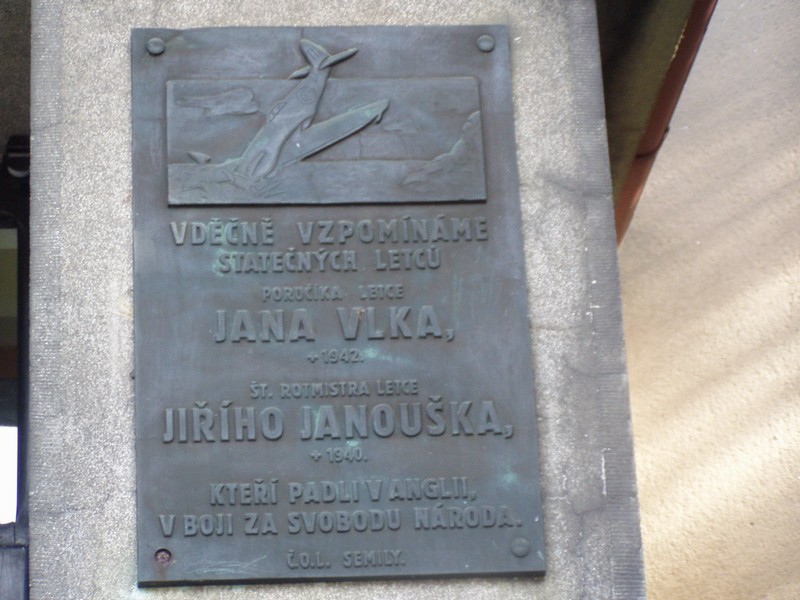 VDĚČNĚ VZPOMÍNÁME
STATEČNÝCH LETCŮ
PORUČÍKA LETCE
JANA VLKA,
+ 1942.
ŠT. ROTMISTRA LETCE
JIŘÍHO JANOUŠKA,
+ 1940.
KTEŘÍ PADLI V ANGLII,
V BOJI ZA SVOBODU NÁRODA.
Č.O.L. SEMILY.